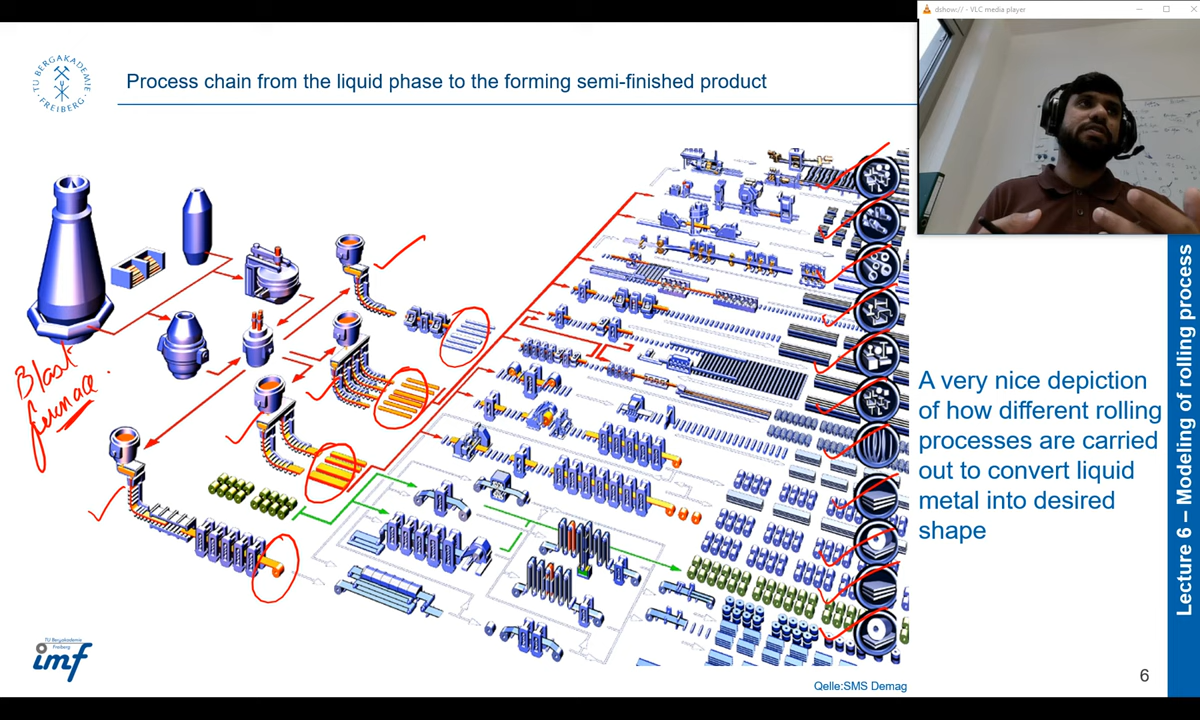 dshow:// - VLC media player
TU BERGAKADEMIE
FREIBERG
Process chain from the liquid phase to the forming semi-finished product
Blast
furnace.
A very nice depiction
of how different rolling
processes are carried
out to convert liquid
metal into desired
shape
Lecture 6 – Modeling of rolling process
TU Bergakademie
Freiberg
imf
Qelle:SMS Demag
6